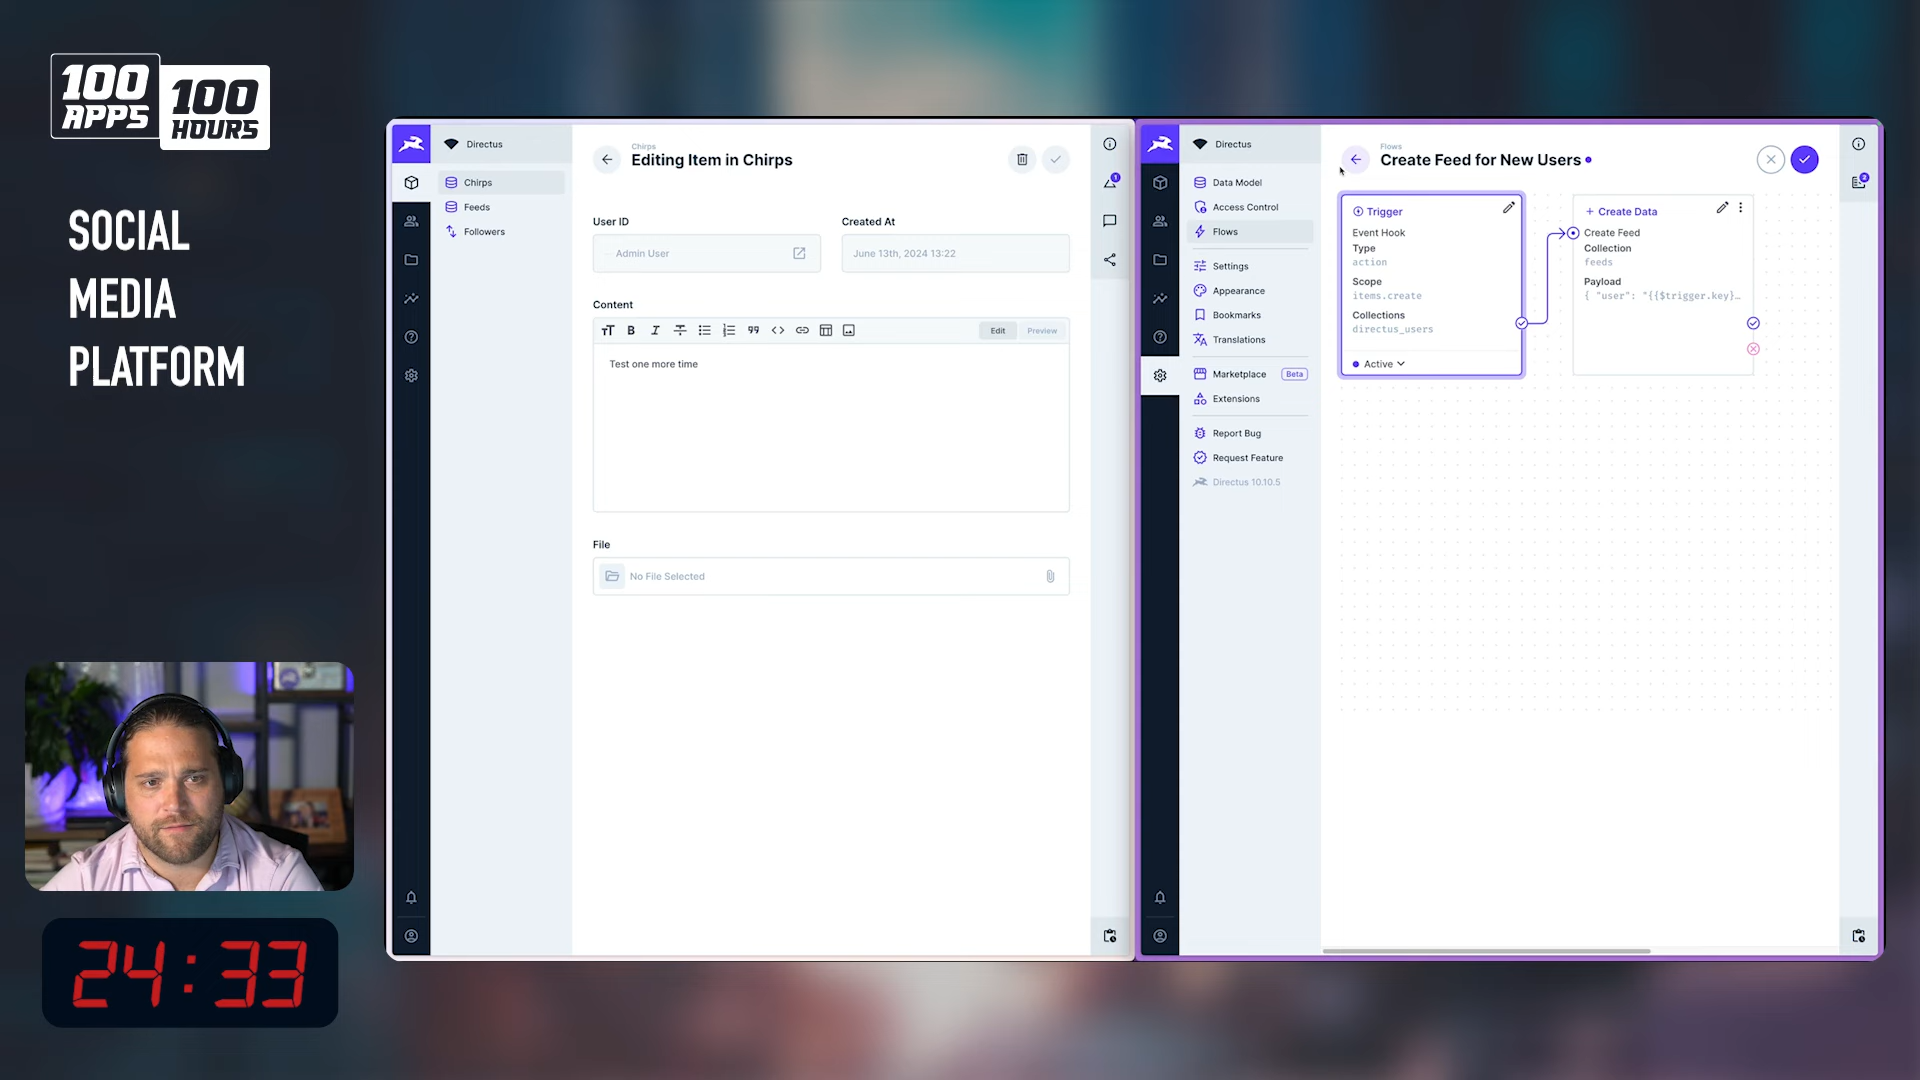 100
APPS
100
HOURS
SOCIAL
MEDIA
PLATFORM
24:33
Directus
Chirps
Feeds
Followers
Chirps
Editing Item in Chirps
User ID
Created At
Admin User
June 13th, 2024 13:22
Content
Edit
Preview
Test one more time
File
No File Selected
1
Directus
Data Model
Access Control
Flows
Settings
Appearance
Bookmarks
Translations
Marketplace
Beta
Extensions
Report Bug
Request Feature
Directus 10.10.5
Flows
Create Feed for New Users
Trigger
Event Hook
Type
action
Scope
items.create
Collections
directus_users
Active
Create Data
Create Feed
Collection
feeds
Payload
{ "user": "{{$trigger.key}…
2